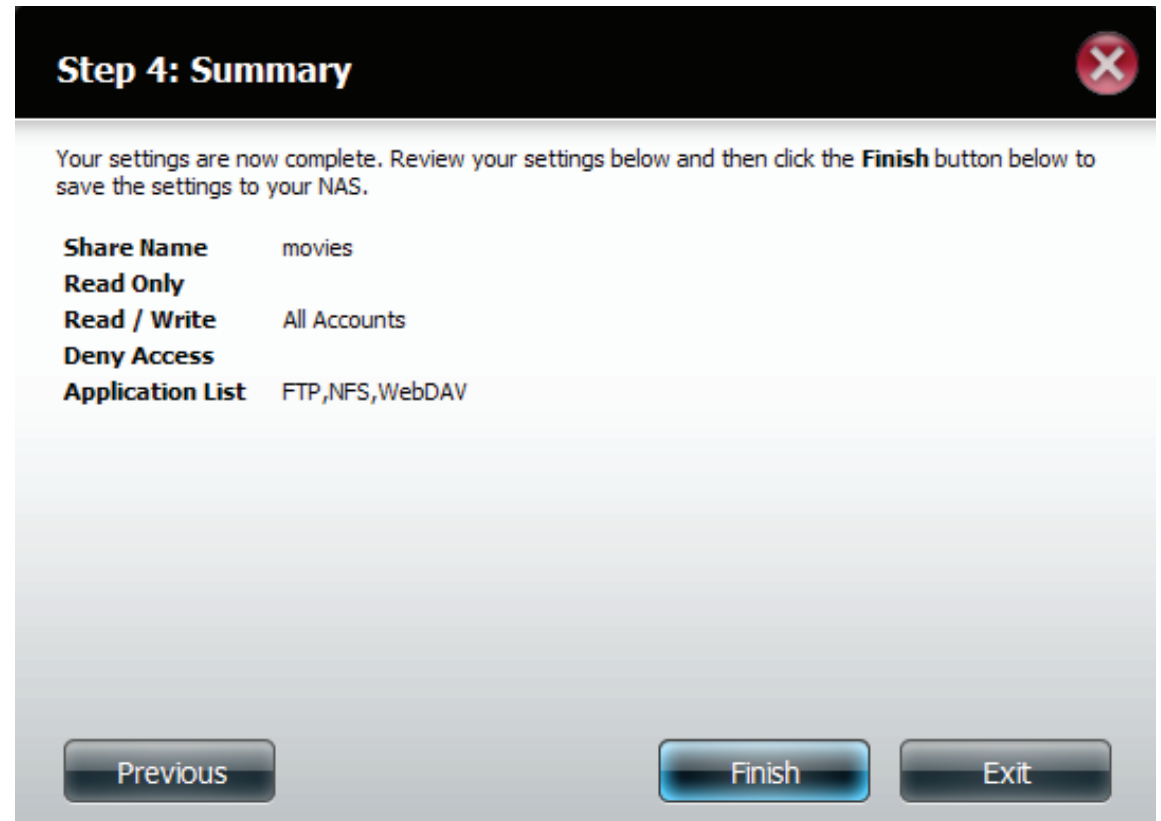 Step 4: Summary
Your settings are now complete. Review your settings below and then click the Finish button below to
save the settings to your NAS.
Share Name movies
Read Only
Read / Write All Accounts
Deny Access
Application List FTP,NFS,WebDAV
Previous Finish Exit